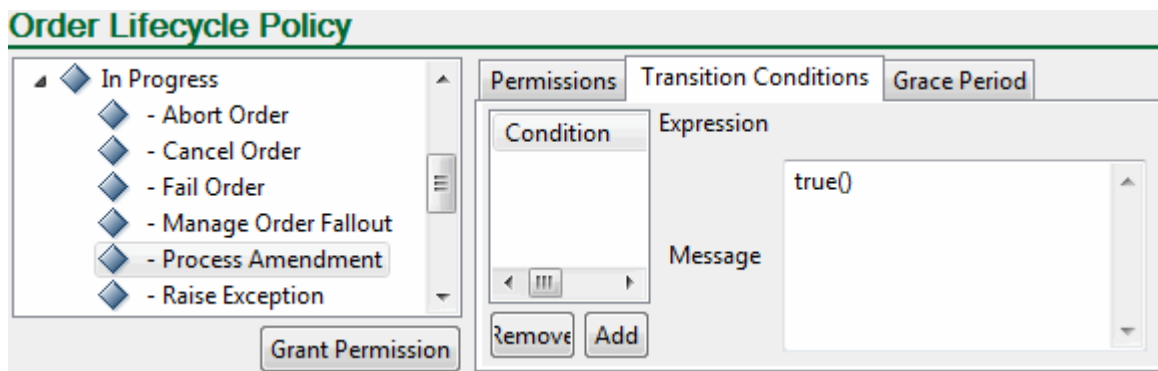 Order Lifecycle Policy
In Progress
- Abort Order
- Cancel Order
- Fail Order
- Manage Order Fallout
- Process Amendment
- Raise Exception
Grant Permission
Permissions
Transition Conditions
Grace Period
Condition
Remove
Add
Expression
true()
Message